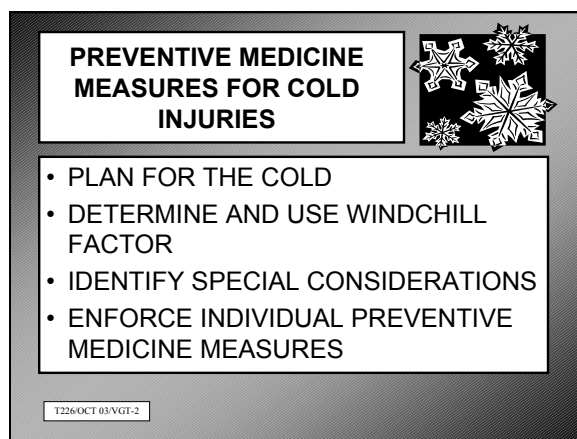 PREVENTIVE MEDICINE
MEASURES FOR COLD
INJURIES
• PLAN FOR THE COLD
• DETERMINE AND USE WINDCHILL
FACTOR
• IDENTIFY SPECIAL CONSIDERATIONS
• ENFORCE INDIVIDUAL PREVENTIVE
MEDICINE MEASURES
T226/OCT 03/VGT-2